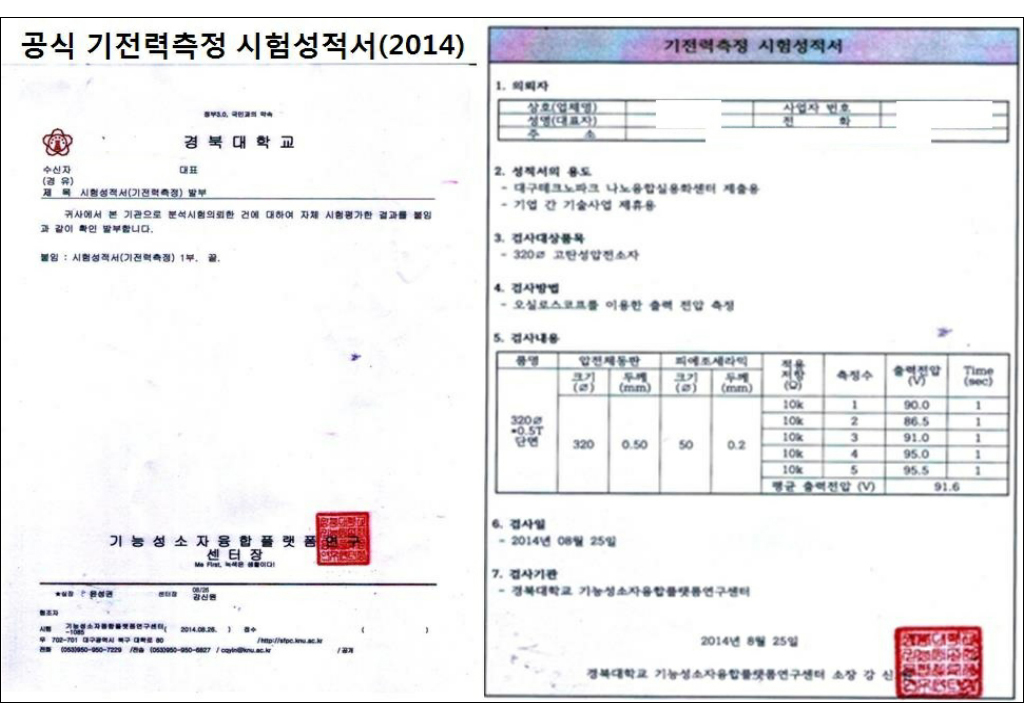 공식 기전력측정 시험성적서(2014)
정부3.0, 국민과의 약속
경북대학교
수신자 대표
(경 유)
제 목 시험성적서(기전력측정) 발부
귀사에서 본 기관으로 분석시험의뢰한 건에 대하여 자체 시험평가한 결과를 붙임
과 같이 확인 발부합니다.
붙임 : 시험성적서(기전력측정) 1부. 끝.
기능성소자융합플랫폼연구
센터장
Me First, 녹색은 생활이다!
★실장 윤성권 센터장 08/26 강신원
협조자
시행 기능성소자융합플랫폼연구센터-1085 ( 2014.08.26. ) 접수 ( )
우 702-701 대구광역시 북구 대학로 80 /http://sfpc.knu.ac.kr
전화 (053)950-950-7229 /전송 (053)950-950-6827 / cqyin@knu.ac.kr /공개
기전력측정 시험성적서
1. 의뢰자
상호(업체명) 사업자 번호
성명(대표자) 전 화
주 소
2. 성적서의 용도
- 대구테크노파크 나노융합실용화센터 제출용
- 기업 간 기술사업 제휴용
3. 검사대상품목
- 320∅ 고탄성압전소자
4. 검사방법
- 오실로스코프를 이용한 출력 전압 측정
5. 검사내용
품명 압전체동판 피에조세라믹 적용저항(Ω) 측정수 출력전압(V) Time(sec)
크기(∅) 두께(mm) 크기(∅) 두께(mm)
320∅*0.5T단면 320 0.50 50 0.2
10k 1 90.0 1
10k 2 86.5 1
10k 3 91.0 1
10k 4 95.0 1
10k 5 95.5 1
평균 출력전압 (V) 91.6
6. 검사일
- 2014년 08월 25일
7. 검사기관
- 경북대학교 기능성소자융합플랫폼연구센터
2014년 8월 25일
경북대학교 기능성소자융합플랫폼연구센터 소장 강 신